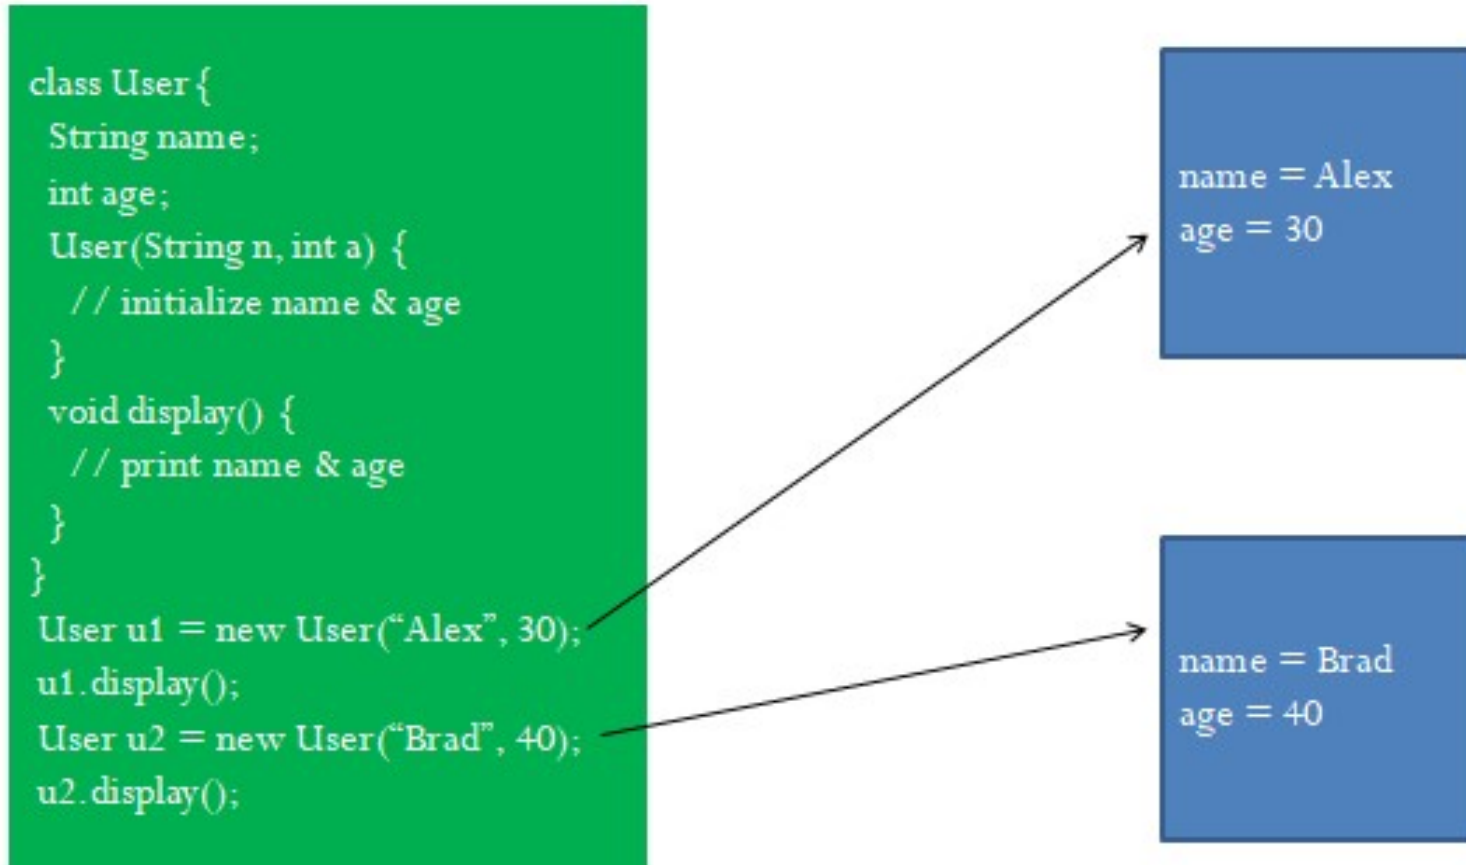 class User {
String name;
int age;
User(String n, int a) {
// initialize name & age
}
void display() {
// print name & age
}
}
User u1 = new User(“Alex”, 30);
u1.display();
User u2 = new User(“Brad”, 40);
u2.display();
name = Alex
age = 30
name = Brad
age = 40